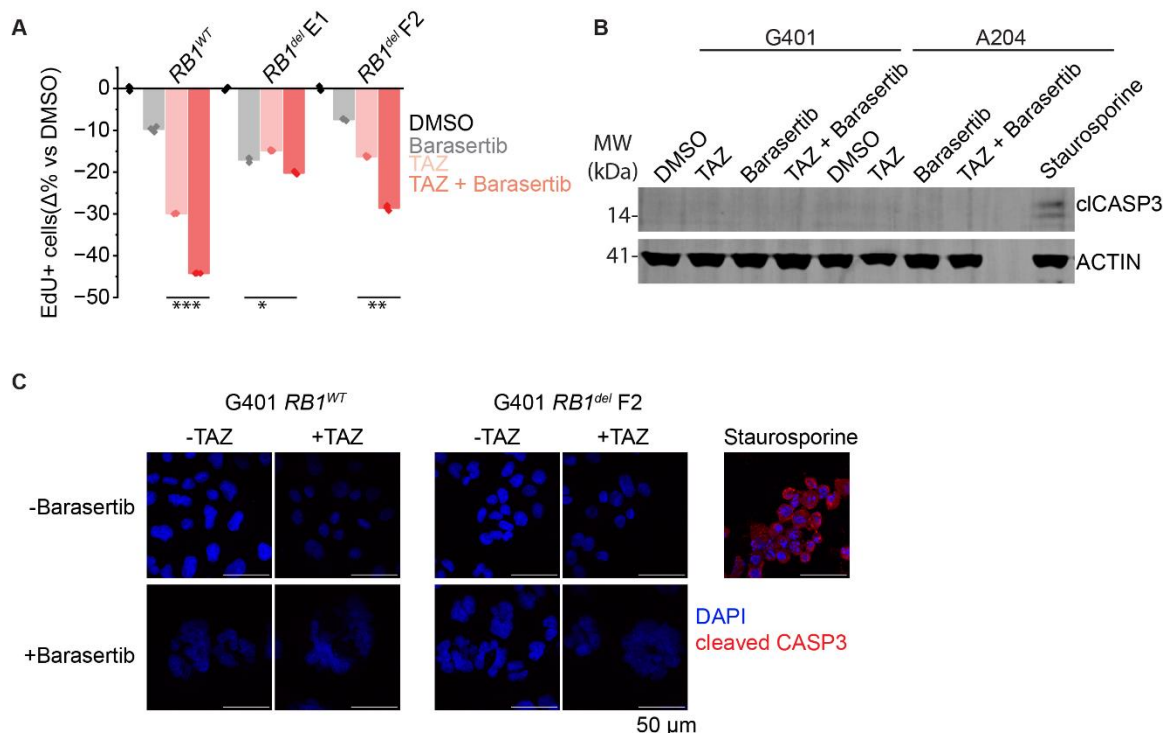 A
RB1WT
RB1del E1
RB1del F2
EdU+ cells(Δ% vs DMSO)
0
−10
−20
−30
−40
−50
***
*
**
DMSO
Barasertib
TAZ
TAZ + Barasertib
B
G401
A204
MW
(kDa)
DMSO
TAZ
Barasertib
TAZ + Barasertib
DMSO
TAZ
Barasertib
TAZ + Barasertib
Staurosporine
14-
clCASP3
41-
ACTIN
C
G401 RB1WT
G401 RB1del F2
-TAZ
+TAZ
-TAZ
+TAZ
Staurosporine
-Barasertib
+Barasertib
DAPI
cleaved CASP3
50 µm